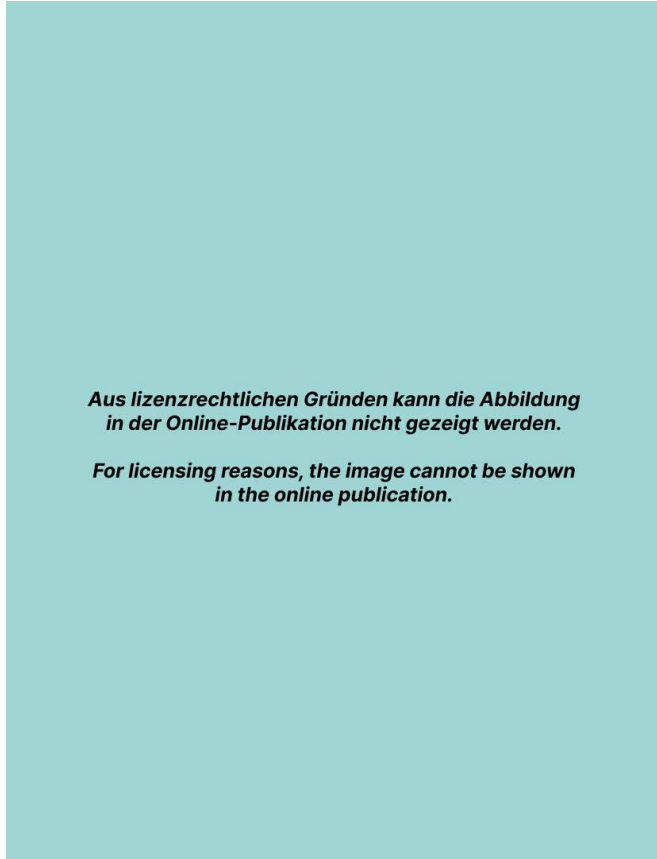 Aus lizenzrechtlichen Gründen kann die Abbildung
in der Online-Publikation nicht gezeigt werden.
For licensing reasons, the image cannot be shown
in the online publication.